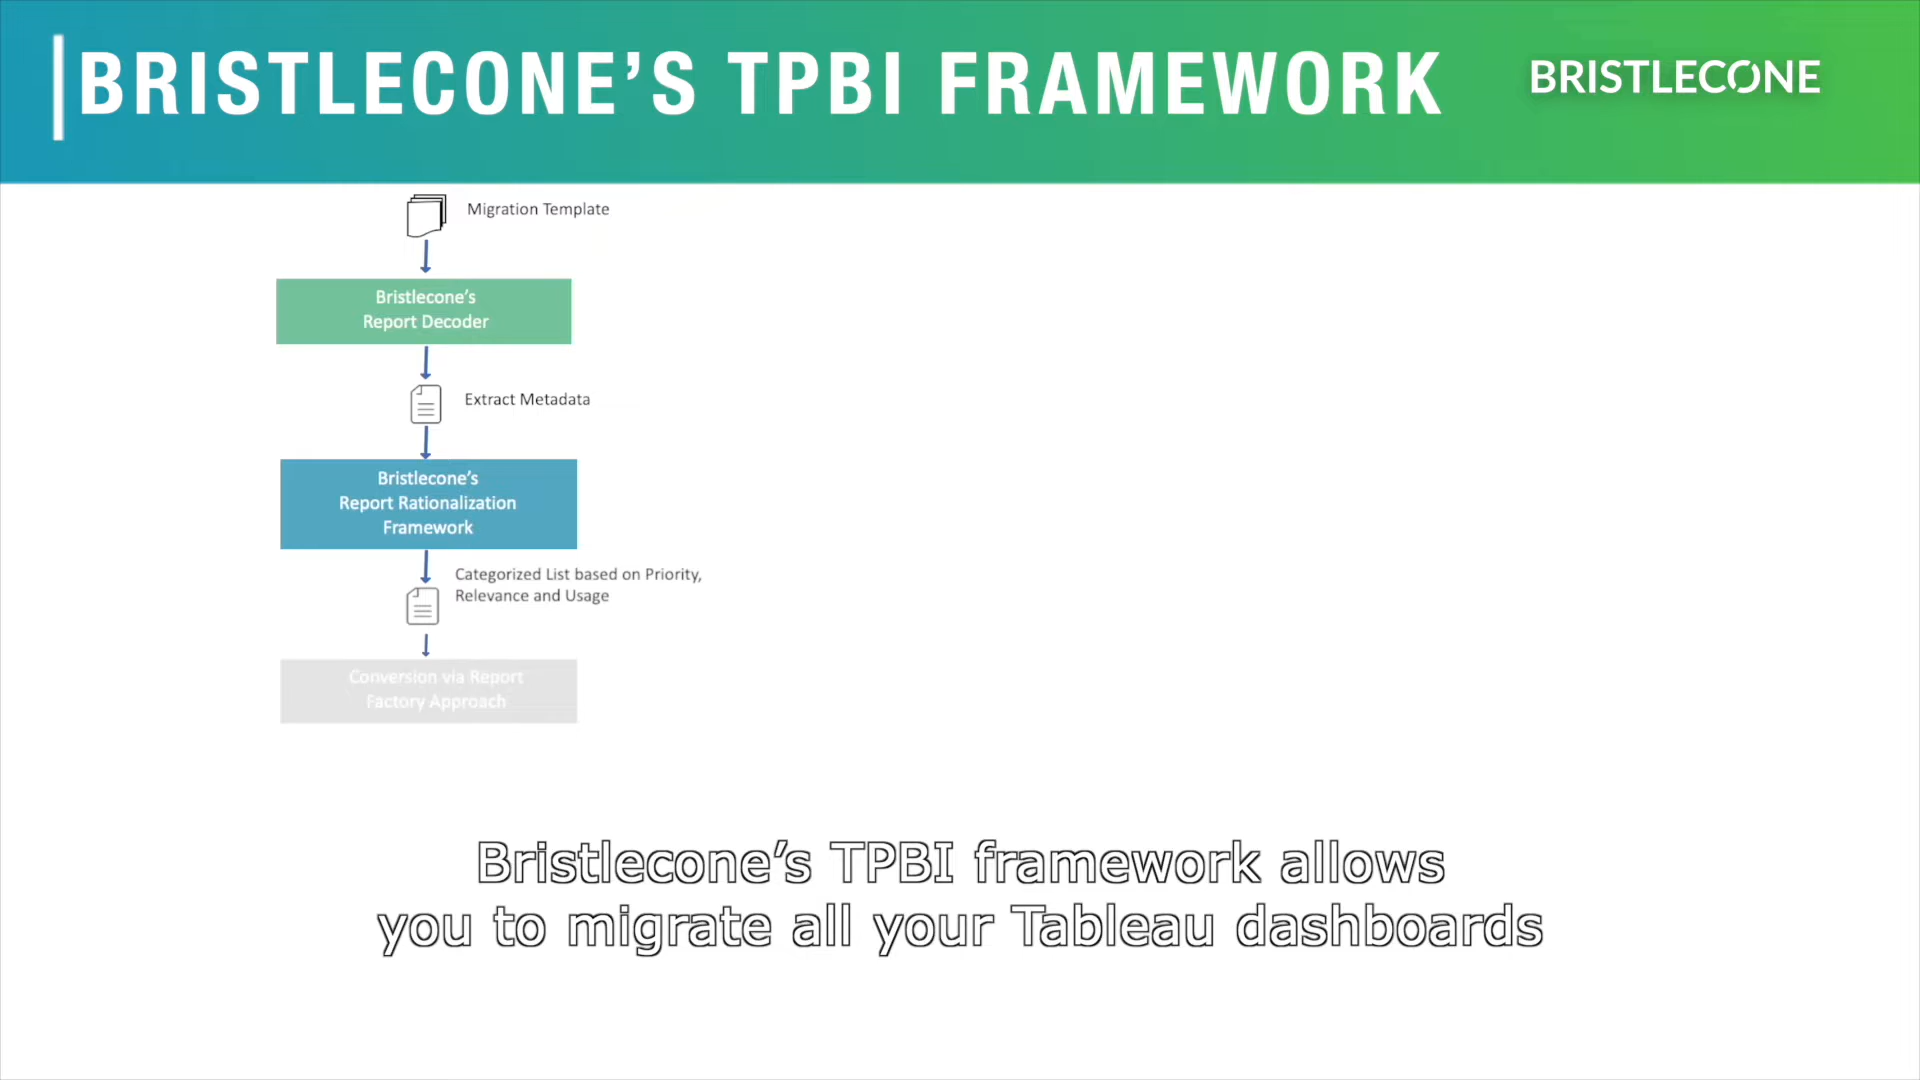 BRISTLECONE’S TPBI FRAMEWORK
BRISTLECONE
Migration Template
Bristlecone’s
Report Decoder
Extract Metadata
Bristlecone’s
Report Rationalization
Framework
Categorized List based on Priority,
Relevance and Usage
Conversion via Report
Factory Approach
Bristlecone’s TPBI framework allows
you to migrate all your Tableau dashboards